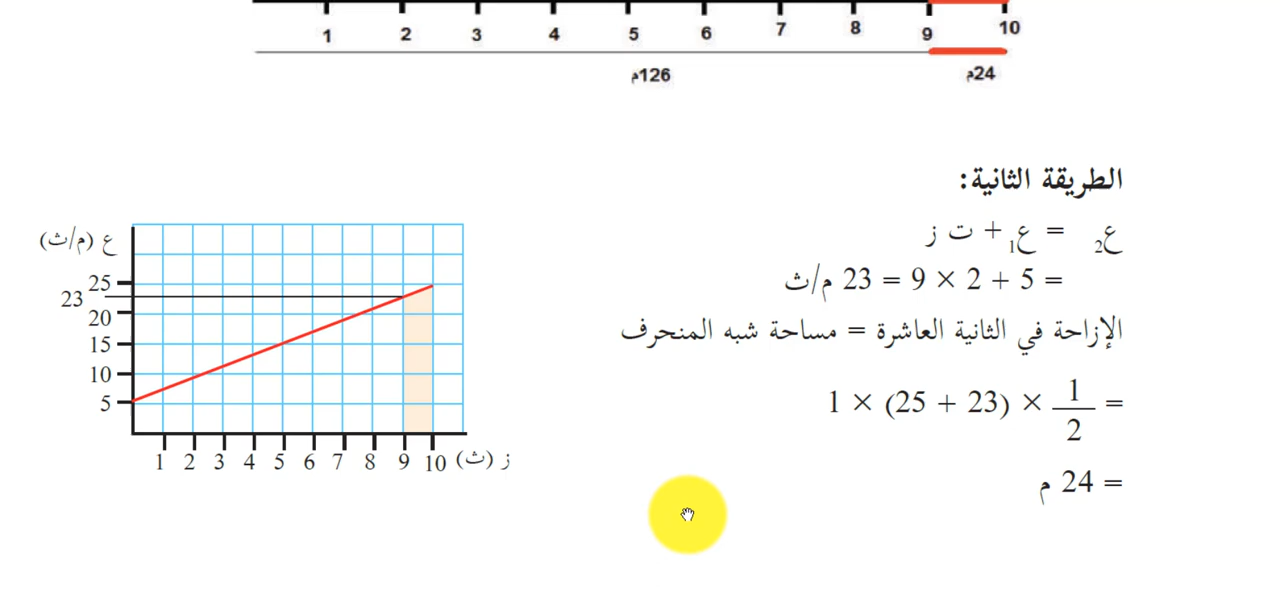 1 2 3 4 5 6 7 8 9 10
126م 24م
الطريقة الثانية:
ع2 = ع1 + ت ز
= 5 + 2 × 9 = 23 م/ث
الإزاحة في الثانية العاشرة = مساحة شبه المنحرف
= 1/2 × (23 + 25) × 1
= 24 م
ع (م/ث)
25
23
20
15
10
5
1 2 3 4 5 6 7 8 9 10 ز (ث)